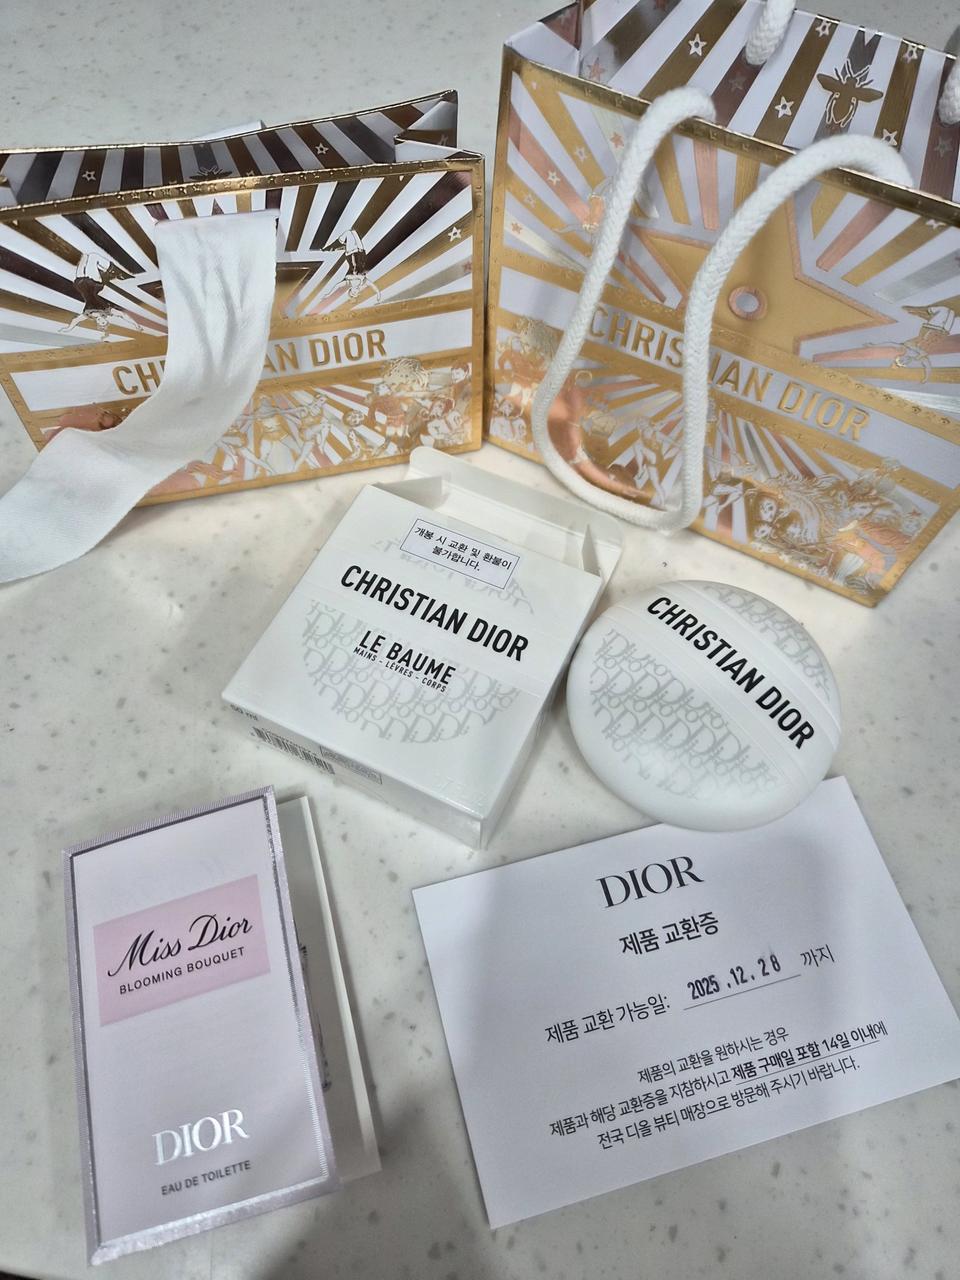 CHRISTIAN DIOR
CHRISTIAN DIOR
개봉 시 교환 및 환불이
불가합니다.
CHRISTIAN DIOR
LE BAUME
MAINS - LÈVRES - CORPS
50 ml
CHRISTIAN DIOR
Miss Dior
BLOOMING BOUQUET
DIOR
EAU DE TOILETTE
DIOR
제품 교환증
제품 교환 가능일: 2025.12.28 까지
제품의 교환을 원하시는 경우
제품과 해당 교환증을 지참하시고 제품 구매일 포함 14일 이내에
전국 디올 뷰티 매장으로 방문해 주시기 바랍니다.